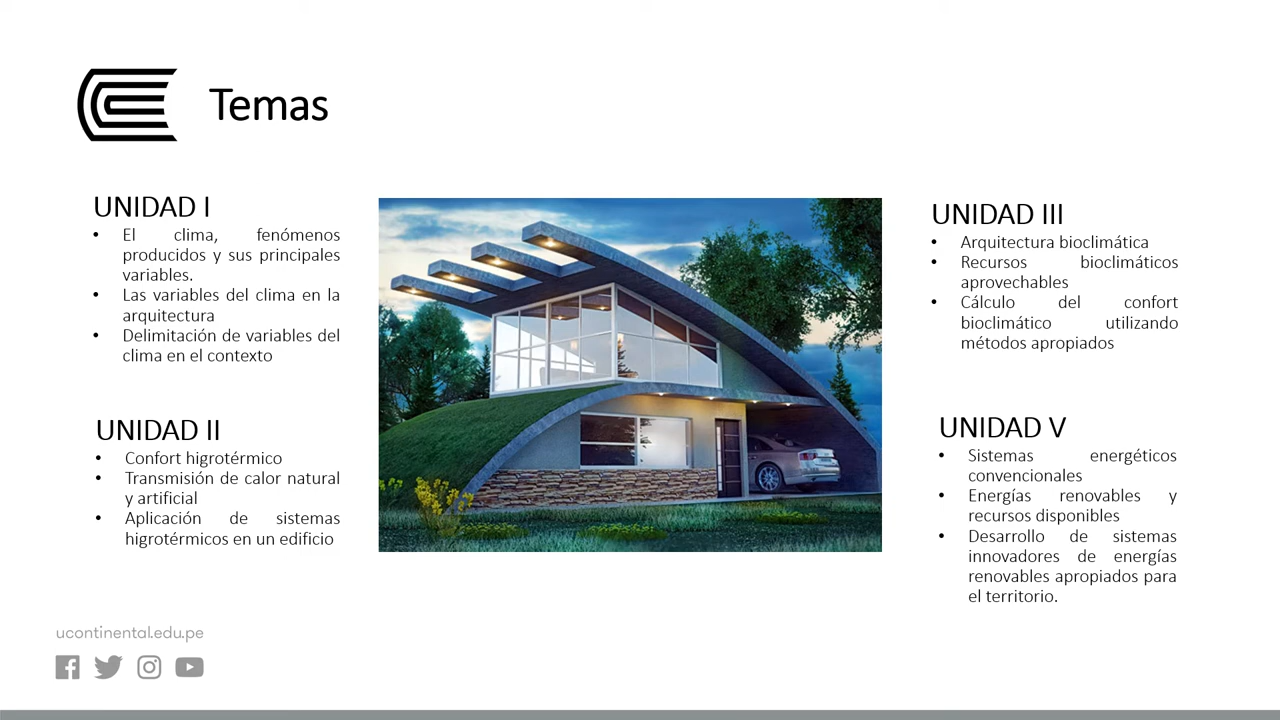 Temas
UNIDAD I
• El clima, fenómenos
producidos y sus principales
variables.
• Las variables del clima en la
arquitectura
• Delimitación de variables del
clima en el contexto
UNIDAD II
• Confort higrotérmico
• Transmisión de calor natural
y artificial
• Aplicación de sistemas
higrotérmicos en un edificio
UNIDAD III
• Arquitectura bioclimática
• Recursos bioclimáticos
aprovechables
• Cálculo del confort
bioclimático utilizando
métodos apropiados
UNIDAD V
• Sistemas energéticos
convencionales
• Energías renovables y
recursos disponibles
• Desarrollo de sistemas
innovadores de energías
renovables apropiados para
el territorio.
ucontinental.edu.pe